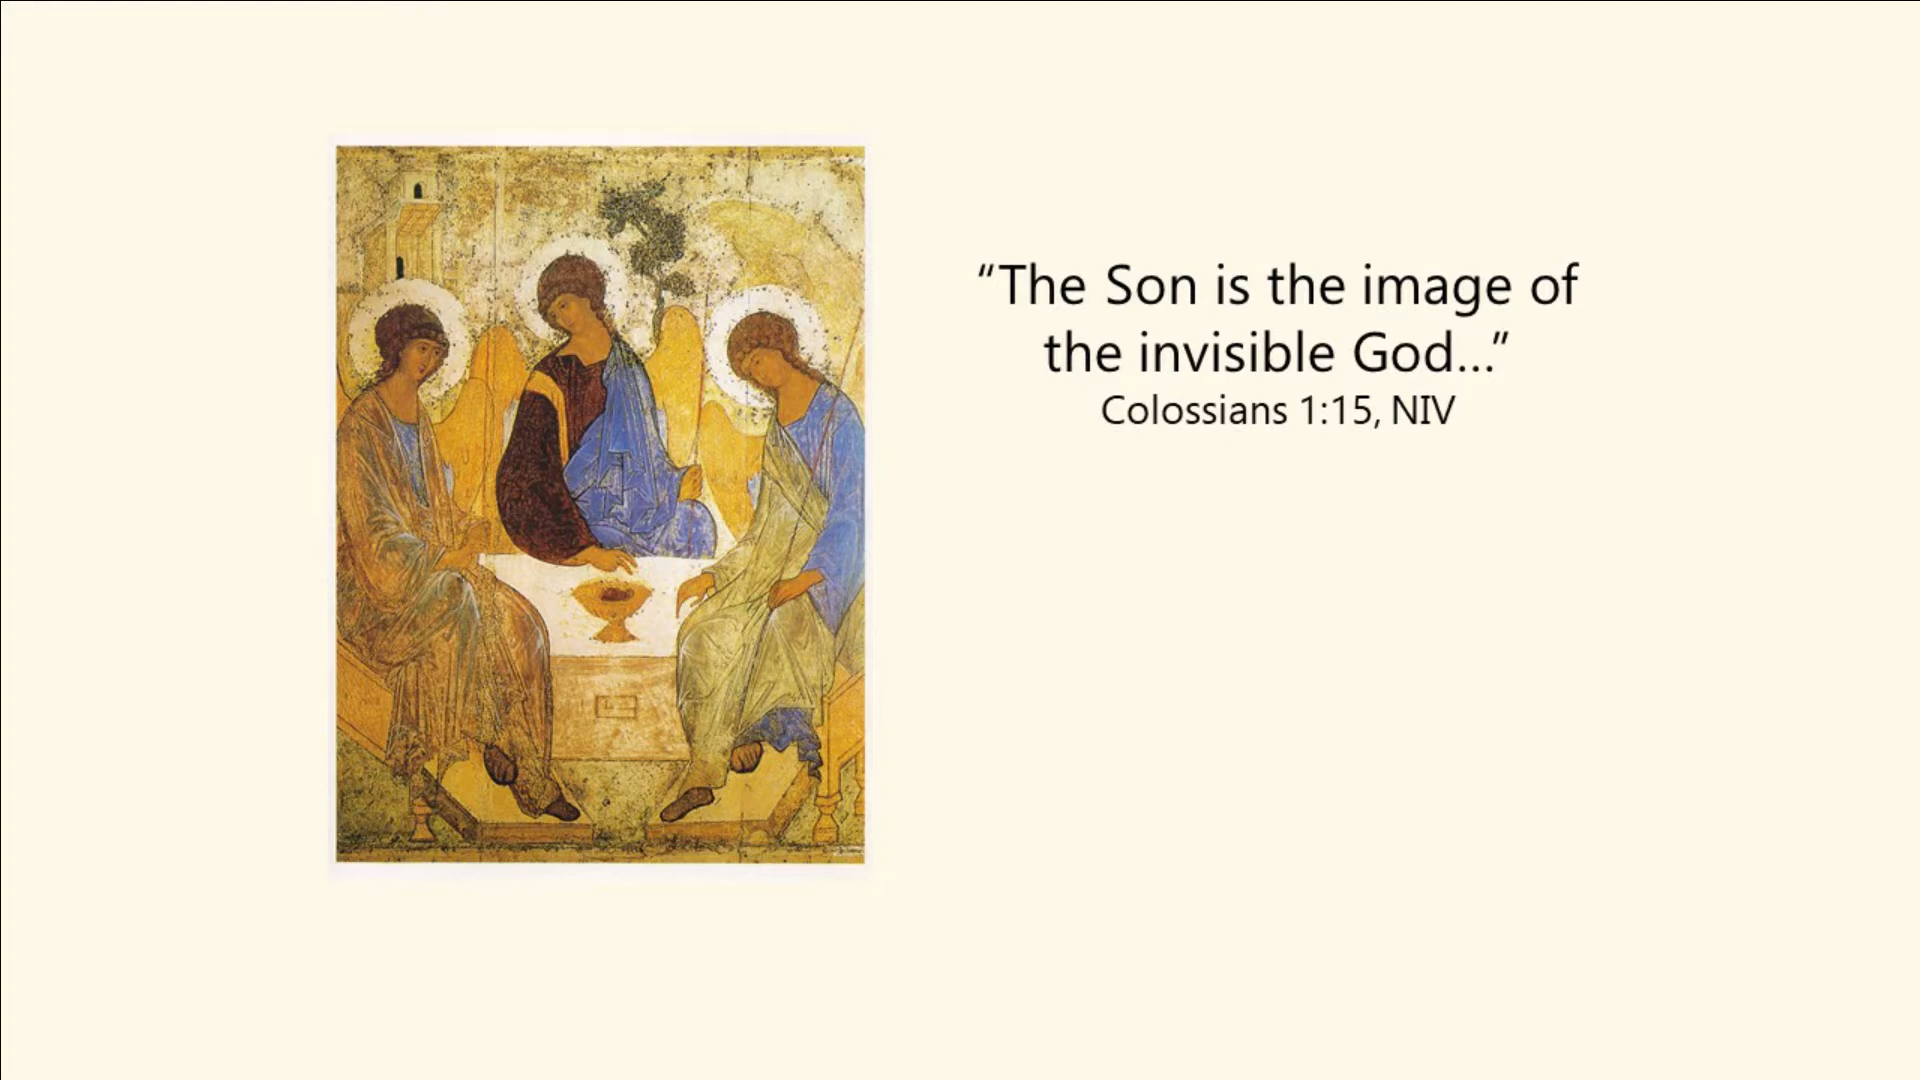 “The Son is the image of
the invisible God...”
Colossians 1:15, NIV